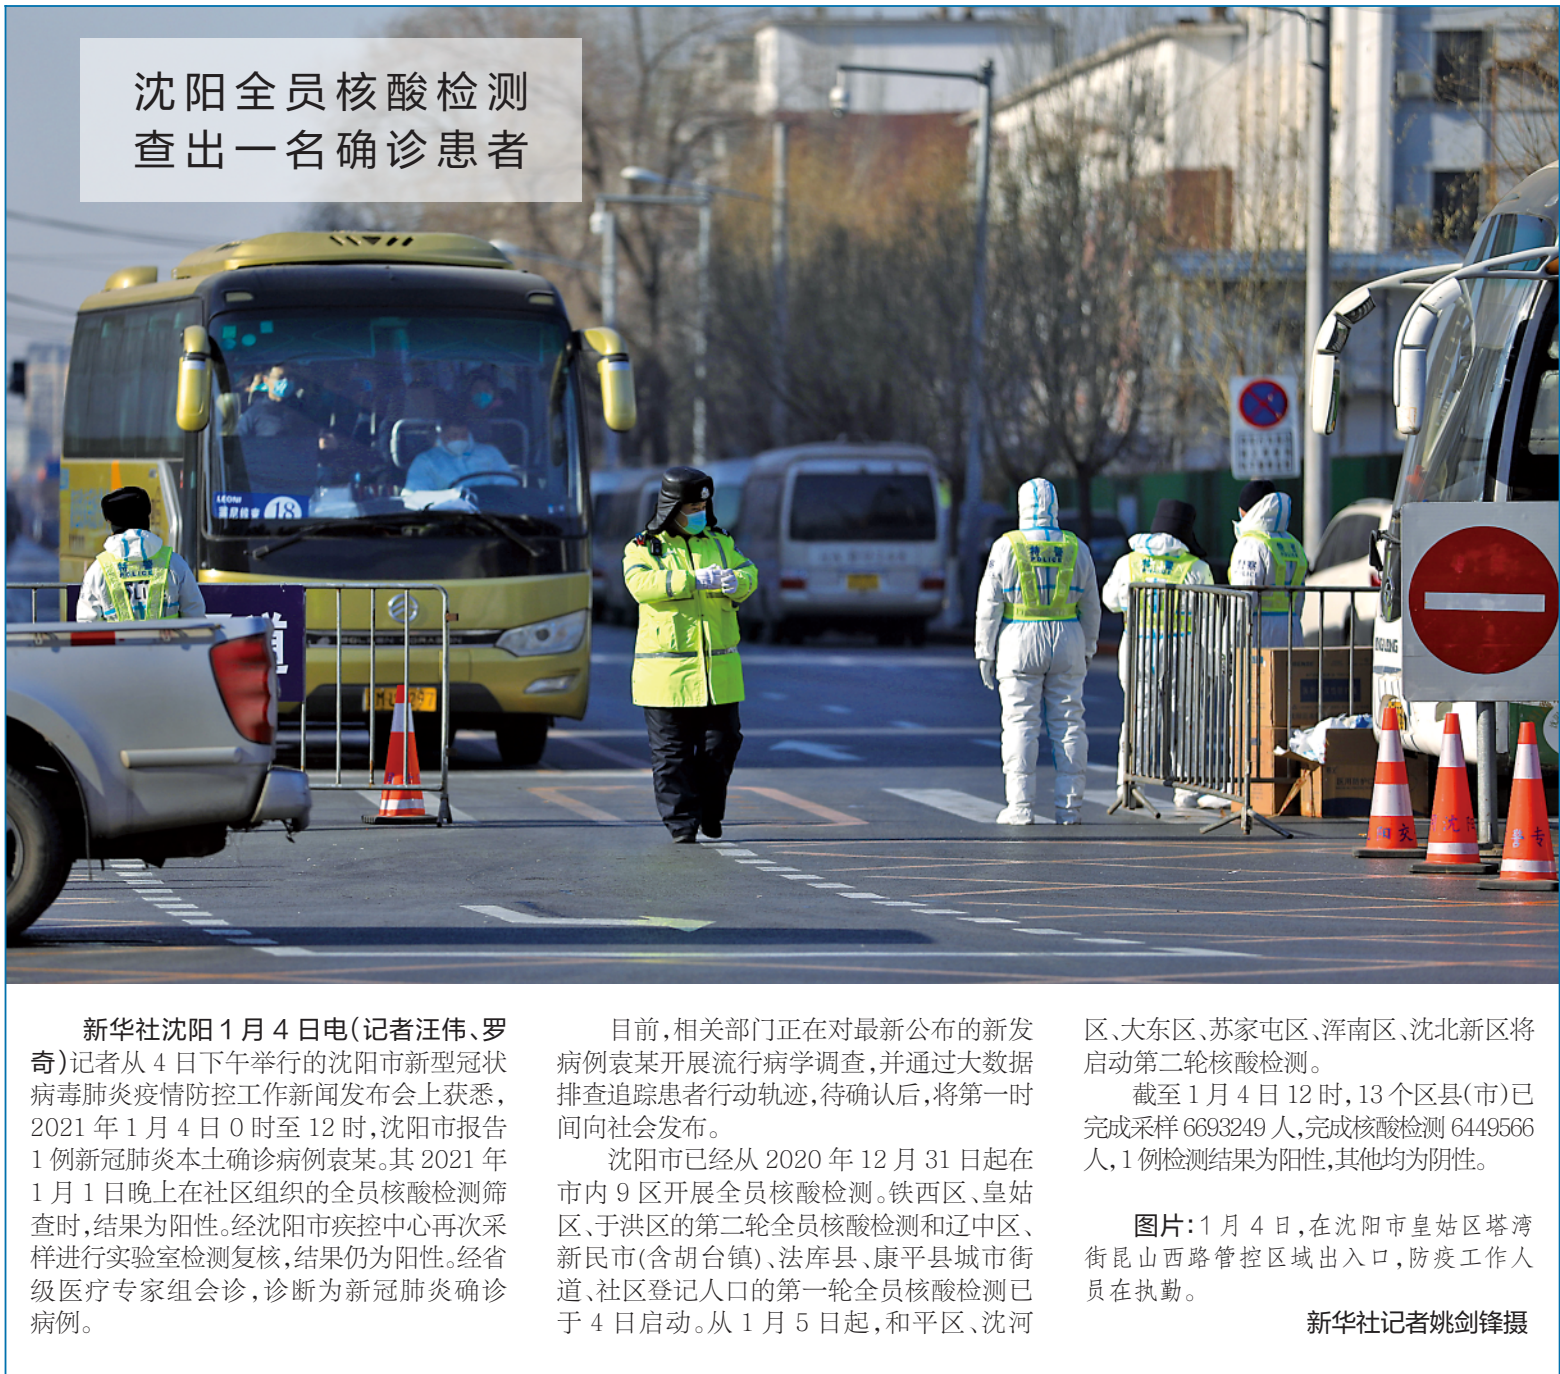 沈阳全员核酸检测
查出一名确诊患者
LEONI
18
POLICE
特警
POLICE
新华社沈阳1月4日电(记者汪伟、罗
奇)记者从4日下午举行的沈阳市新型冠状
病毒肺炎疫情防控工作新闻发布会上获悉,
2021年1月4日0时至12时,沈阳市报告
1例新冠肺炎本土确诊病例袁某。其2021年
1月1日晚上在社区组织的全员核酸检测筛
查时,结果为阳性。经沈阳市疾控中心再次采
样进行实验室检测复核,结果仍为阳性。经省
级医疗专家组会诊,诊断为新冠肺炎确诊
病例。
目前,相关部门正在对最新公布的新发
病例袁某开展流行病学调查,并通过大数据
排查追踪患者行动轨迹,待确认后,将第一时
间向社会发布。
沈阳市已经从2020年12月31日起在
市内9区开展全员核酸检测。铁西区、皇姑
区、于洪区的第二轮全员核酸检测和辽中区、
新民市(含胡台镇)、法库县、康平县城市街
道、社区登记人口的第一轮全员核酸检测已
于4日启动。从1月5日起,和平区、沈河
区、大东区、苏家屯区、浑南区、沈北新区将
启动第二轮核酸检测。
截至1月4日12时,13个区县(市)已
完成采样6693249人,完成核酸检测6449566
人,1例检测结果为阳性,其他均为阴性。
图片:1月4日,在沈阳市皇姑区塔湾
街昆山西路管控区域出入口,防疫工作人
员在执勤。
新华社记者姚剑锋摄